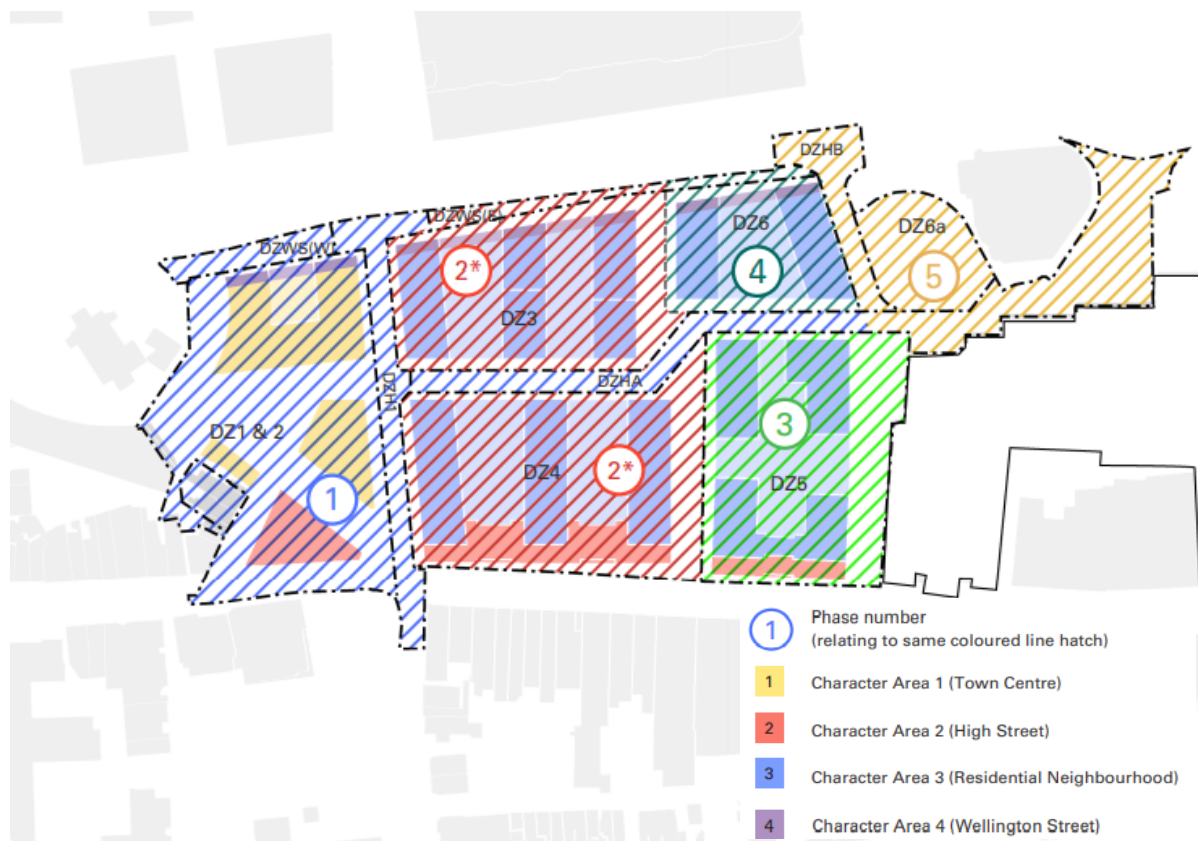 DZHB
DZWS(E)
DZ6
DZ6a
DZWS(W)
2*
4
5
DZ3
DZHA
DZH1
3
DZ1 & 2
DZ4
2*
DZ5
1
1
Phase number
(relating to same coloured line hatch)
1
Character Area 1 (Town Centre)
2
Character Area 2 (High Street)
3
Character Area 3 (Residential Neighbourhood)
4
Character Area 4 (Wellington Street)